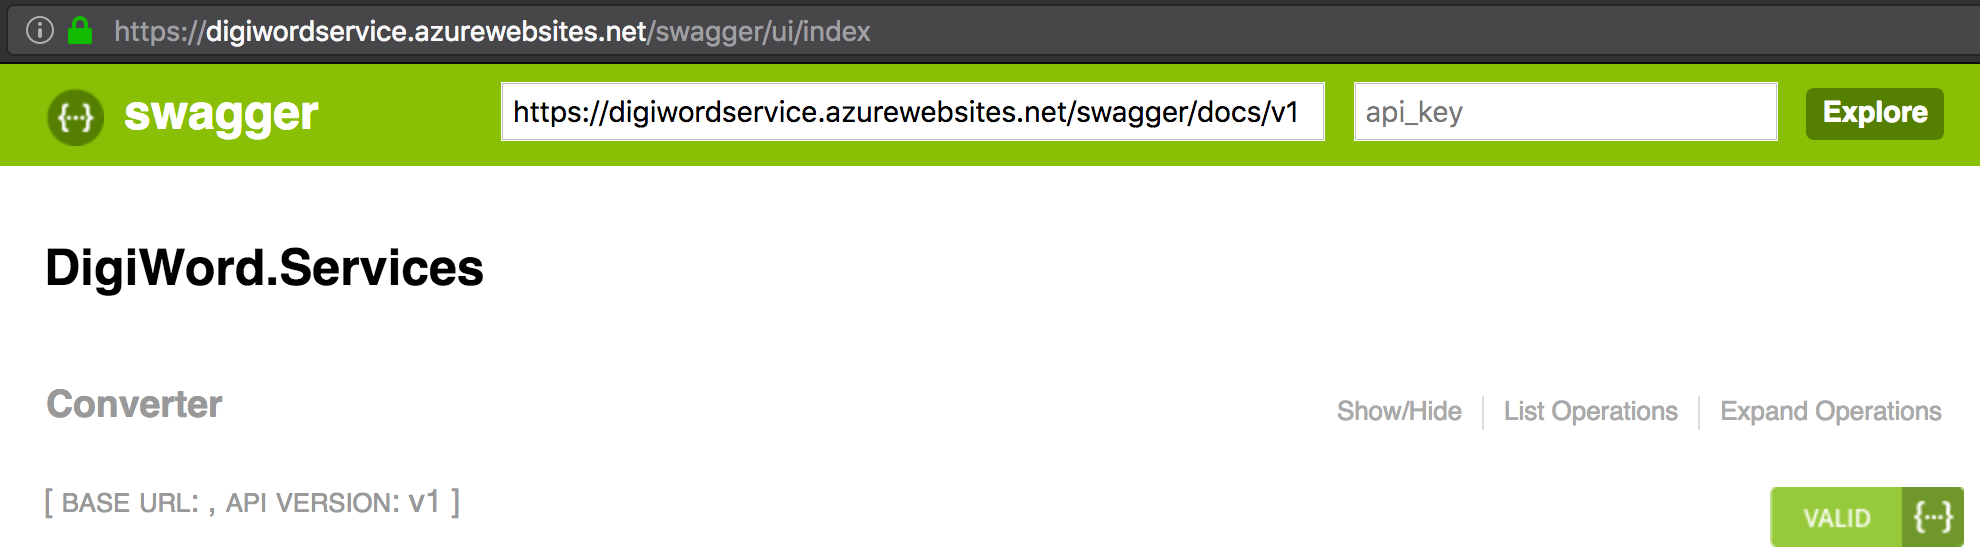 https://digiwordservice.azurewebsites.net/swagger/ui/index
{···} swagger https://digiwordservice.azurewebsites.net/swagger/docs/v1 api_key Explore
DigiWord.Services
Converter Show/Hide List Operations Expand Operations
[ BASE URL: , API VERSION: v1 ] VALID {···}